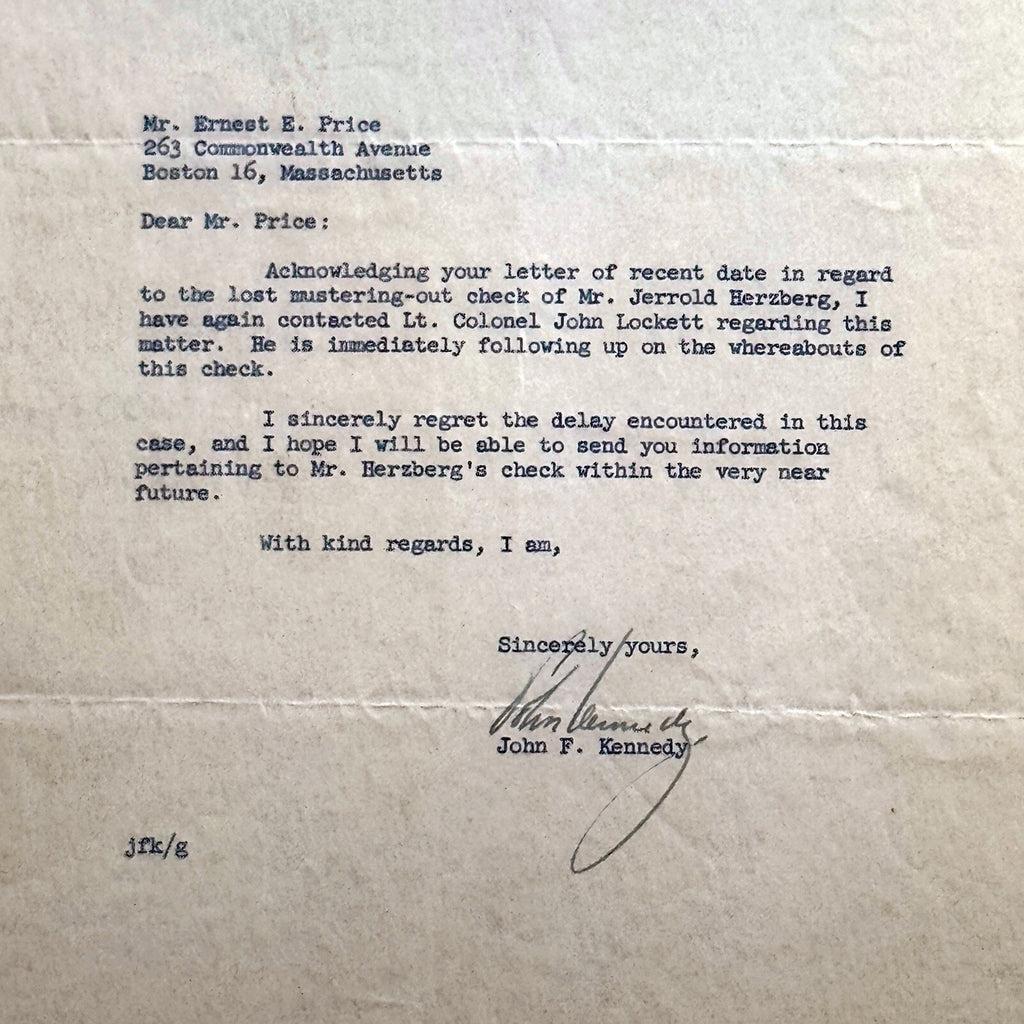 Mr. Ernest E. Price
263 Commonwealth Avenue
Boston 16, Massachusetts
Dear Mr. Price:
Acknowledging your letter of recent date in regard
to the lost mustering-out check of Mr. Jerrold Herzberg, I
have again contacted Lt. Colonel John Lockett regarding this
matter. He is immediately following up on the whereabouts of
this check.
I sincerely regret the delay encountered in this
case, and I hope I will be able to send you information
pertaining to Mr. Herzberg's check within the very near
future.
With kind regards, I am,
Sincerely yours,
John Kennedy
John F. Kennedy
jfk/g